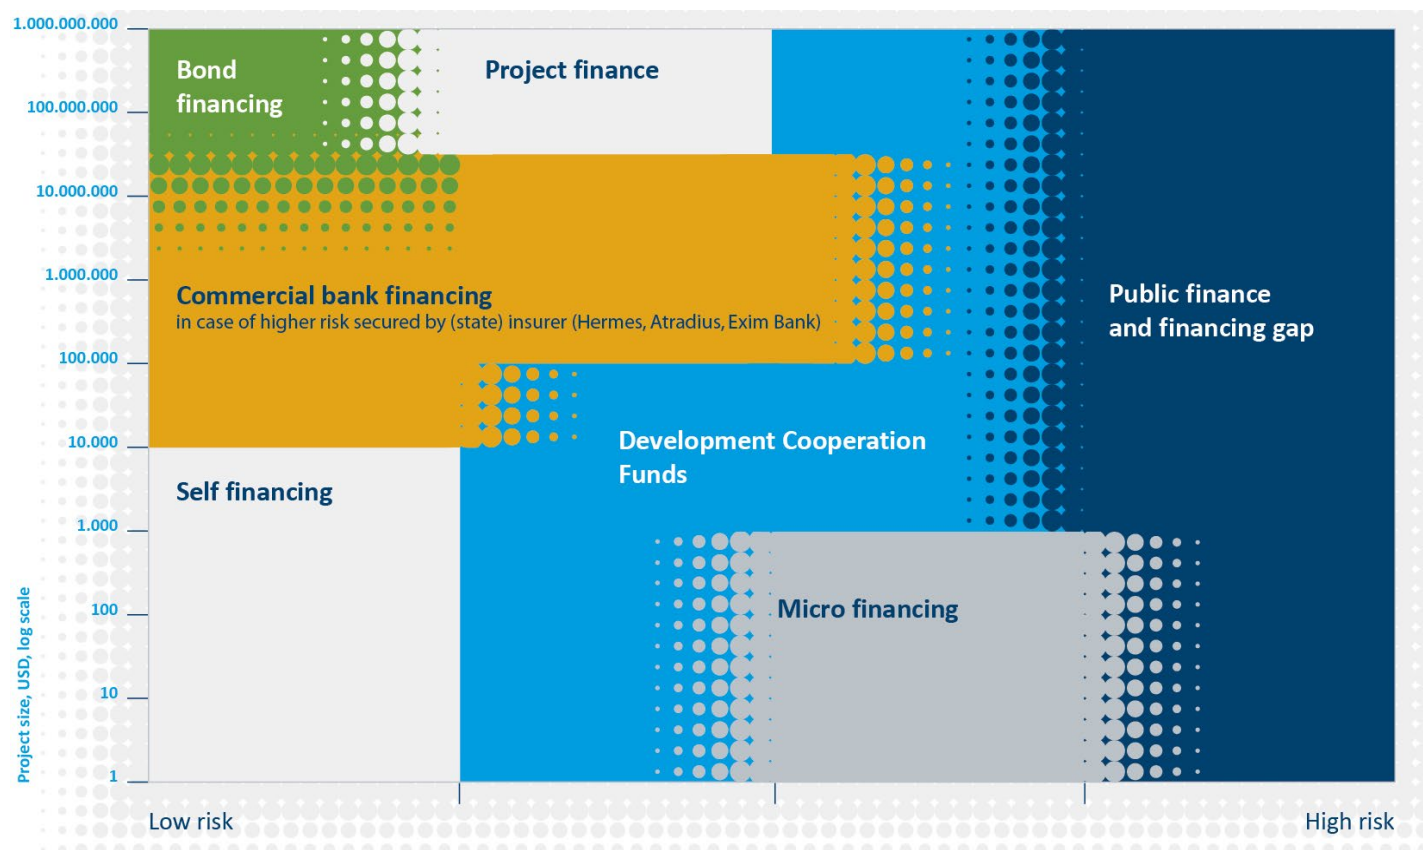 1.000.000.000
100.000.000
10.000.000
1.000.000
100.000
10.000
1.000
100
10
1
Project size, USD, log scale
Bond
financing
Project finance
Commercial bank financing
in case of higher risk secured by (state) insurer (Hermes, Atradius, Exim Bank)
Public finance
and financing gap
Development Cooperation
Funds
Self financing
Micro financing
Low risk
High risk